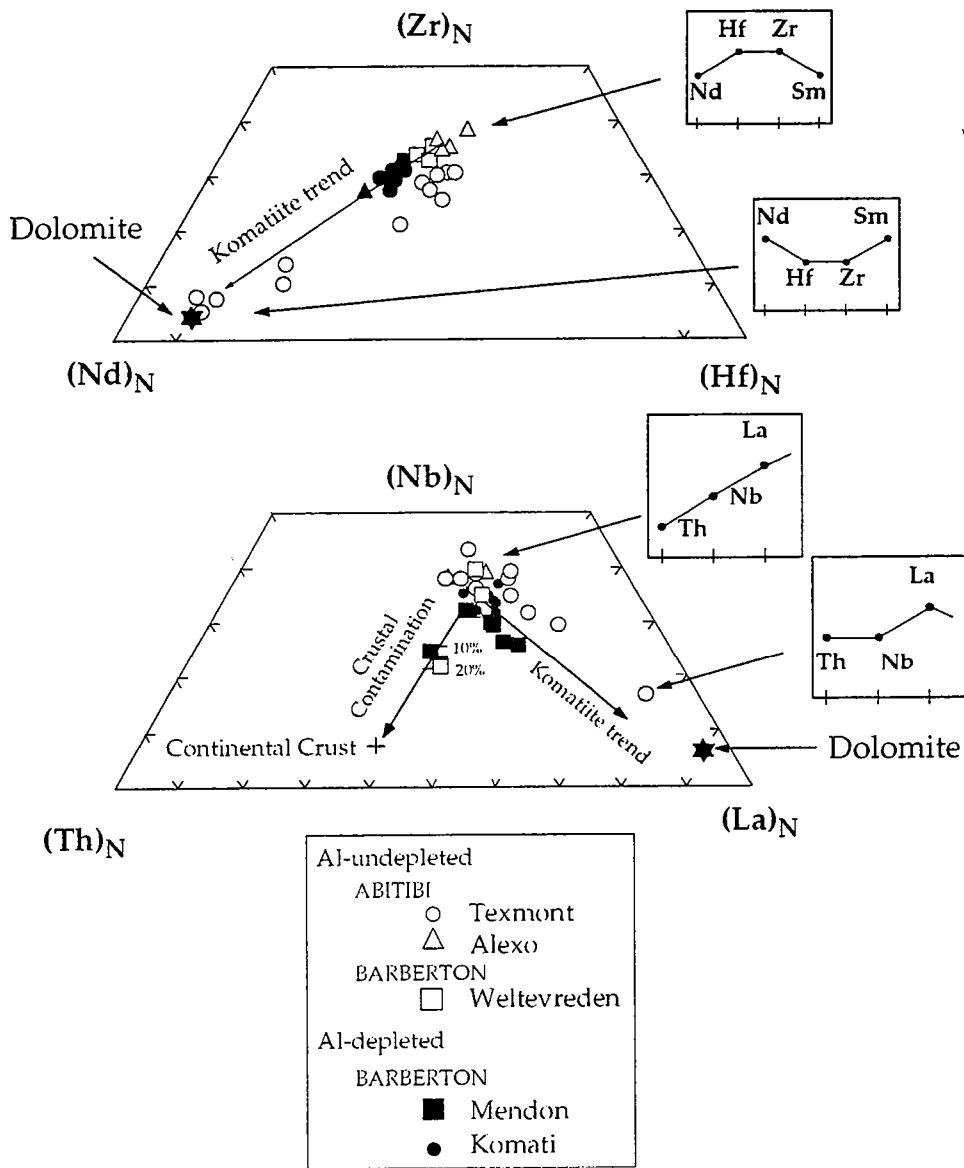 (Zr)N
Hf Zr
Nd Sm
Komatiite trend
Dolomite
Nd Sm
Hf Zr
(Nd)N
(Hf)N
(Nb)N
La
Nb
Th
Crustal
Contamination
10%
20%
Komatiite trend
La
Th Nb
Continental Crust
Dolomite
(Th)N
(La)N
Al-undepleted
ABITIBI
Texmont
Alexo
BARBERTON
Weltevreden
Al-depleted
BARBERTON
Mendon
Komati